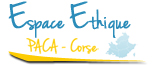 Espace Ethique
PACA - Corse